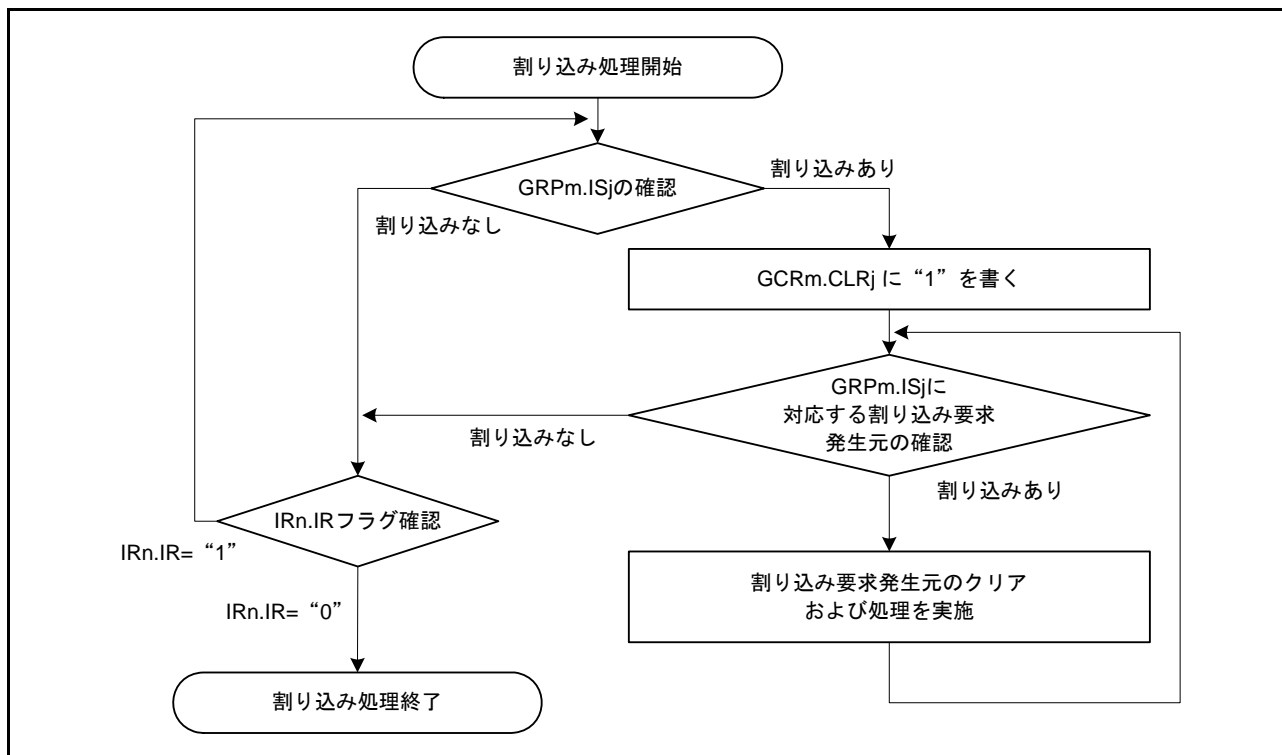 割り込み処理開始
GRPm.ISjの確認
割り込みあり
割り込みなし
GCRm.CLRj に“1”を書く
GRPm.ISjに
対応する割り込み要求
発生元の確認
割り込みなし
割り込みあり
IRn.IRフラグ確認
IRn.IR=“1”
IRn.IR=“0”
割り込み要求発生元のクリア
および処理を実施
割り込み処理終了